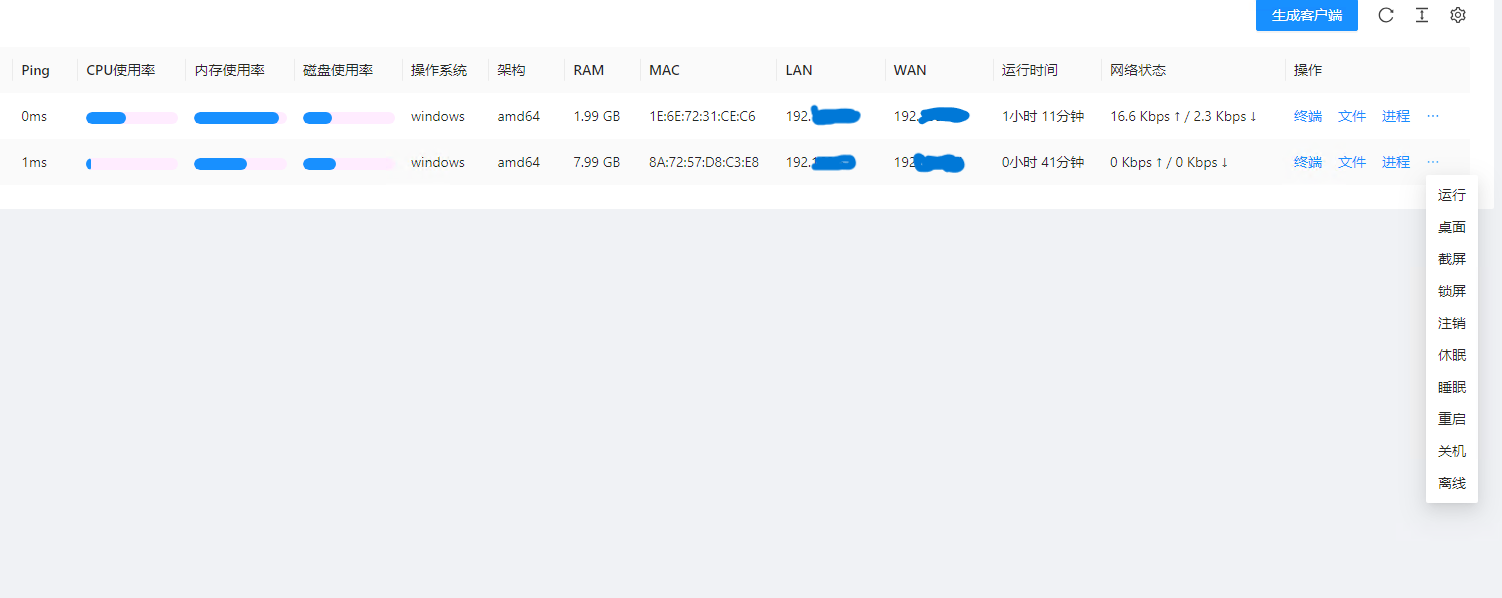 生成客户端
Ping CPU使用率 内存使用率 磁盘使用率 操作系统 架构 RAM MAC LAN WAN 运行时间 网络状态 操作
0ms windows amd64 1.99 GB 1E:6E:72:31:CE:C6 192. 192. 1小时 11分钟 16.6 Kbps↑ / 2.3 Kbps↓ 终端 文件 进程 ···
1ms windows amd64 7.99 GB 8A:72:57:D8:C3:E8 192. 192 0小时 41分钟 0 Kbps↑ / 0 Kbps↓ 终端 文件 进程 ···
运行
桌面
截屏
锁屏
注销
休眠
睡眠
重启
关机
离线